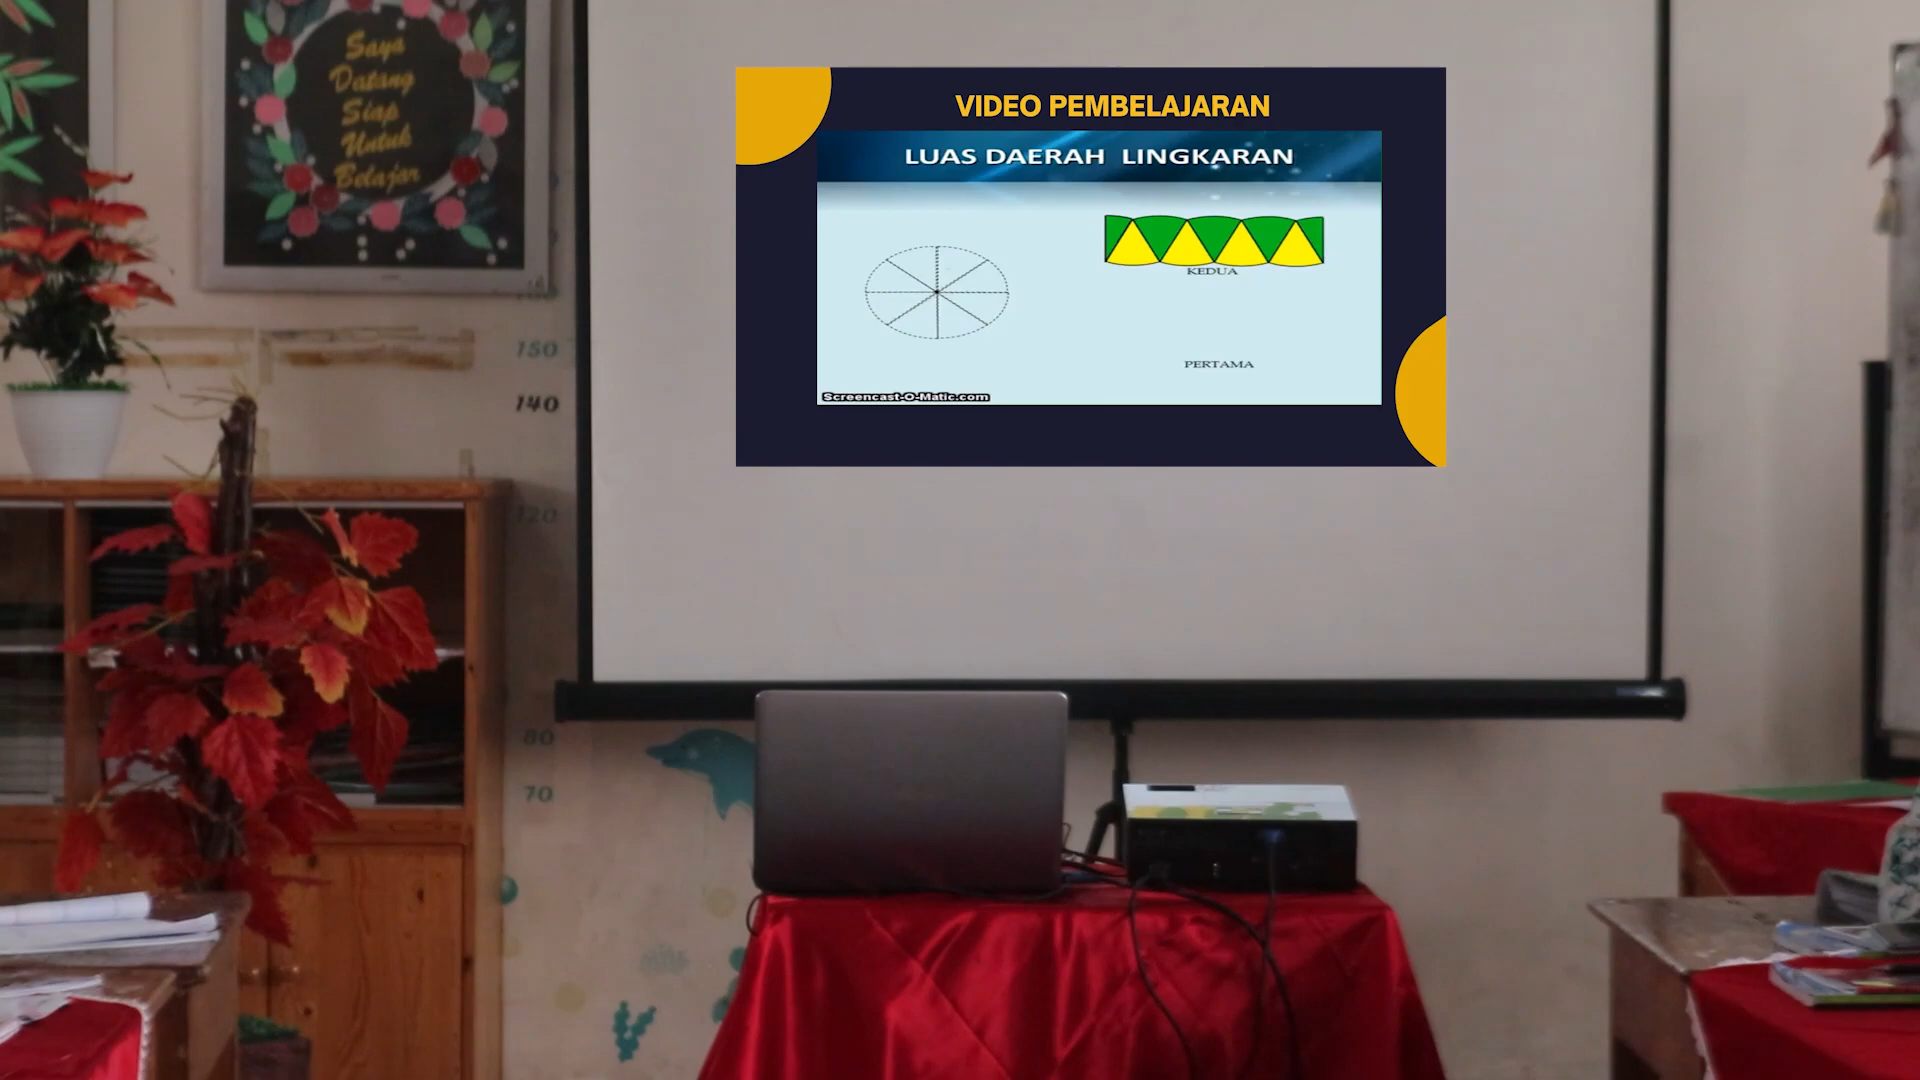 Saya
Datang
Siap
Untuk
Belajar
VIDEO PEMBELAJARAN
LUAS DAERAH LINGKARAN
KEDUA
PERTAMA
Screencast-O-Matic.com
150
140
120
80
70